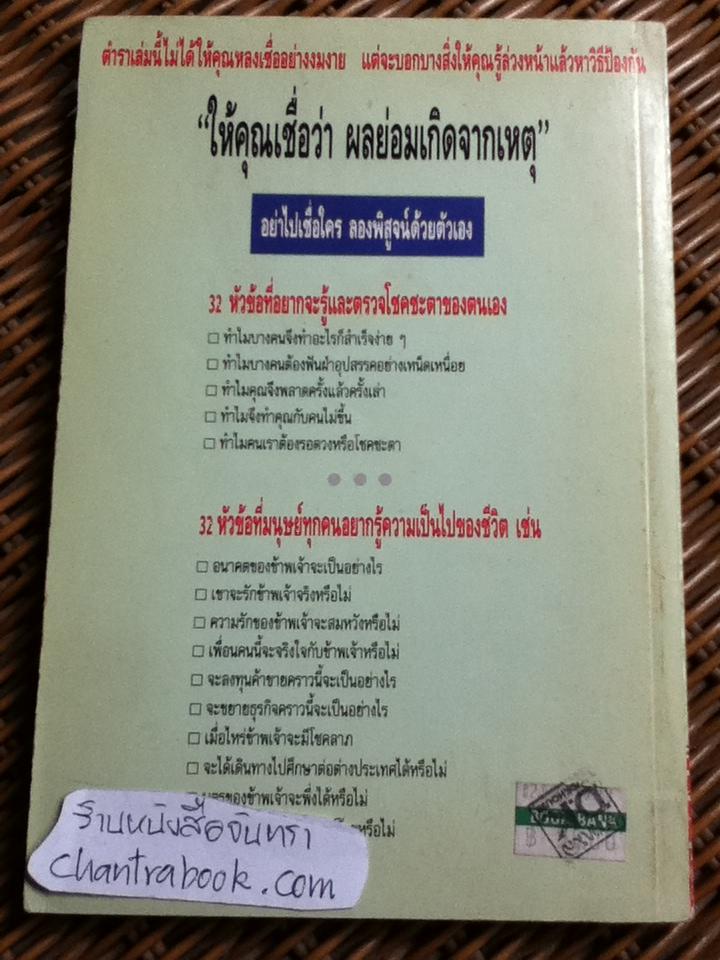 ตำราเล่มนี้ไม่ได้ให้คุณหลงเชื่ออย่างงมงาย แต่จะบอกบางสิ่งให้คุณรู้ล่วงหน้าแล้วหาวิธีป้องกัน
“ให้คุณเชื่อว่า ผลย่อมเกิดจากเหตุ”
อย่าไปเชื่อใคร ลองพิสูจน์ด้วยตัวเอง
32 หัวข้อที่อยากจะรู้และตรวจโชคชะตาของตนเอง
☐ ทำไมบางคนจึงทำอะไรก็สำเร็จง่าย ๆ
☐ ทำไมบางคนต้องฟันฝ่าอุปสรรคอย่างเหน็ดเหนื่อย
☐ ทำไมคุณจึงพลาดครั้งแล้วครั้งเล่า
☐ ทำไมจึงทำคุณกับคนไม่ขึ้น
☐ ทำไมคนเราต้องรอดวงหรือโชคชะตา
32 หัวข้อที่มนุษย์ทุกคนอยากรู้ความเป็นไปของชีวิต เช่น
☐ อนาคตของข้าพเจ้าจะเป็นอย่างไร
☐ เขาจะรักข้าพเจ้าจริงหรือไม่
☐ ความรักของข้าพเจ้าจะสมหวังหรือไม่
☐ เพื่อนคนนี้จะจริงใจกับข้าพเจ้าหรือไม่
☐ จะลงทุนค้าขายคราวนี้จะเป็นอย่างไร
☐ จะขยายธุรกิจคราวนี้จะเป็นอย่างไร
☐ เมื่อไหร่ข้าพเจ้าจะมีโชคลาภ
☐ จะได้เดินทางไปศึกษาต่อต่างประเทศได้หรือไม่
ของข้าพเจ้าจะพึ่งได้หรือไม่
หรือไม่
ร้านหนังสือจันทรา
chantrabook.com